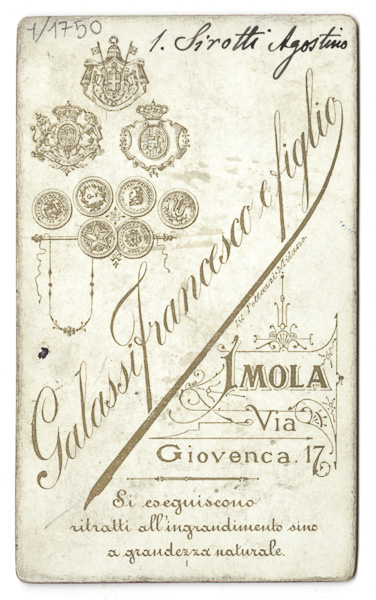 1/1750
1. Sirotti Agostino
Galassi Francesco e figlio
IMOLA
Via
Giovenca. 17
Si eseguiscono
ritratti all'ingrandimento sino
a grandezza naturale.